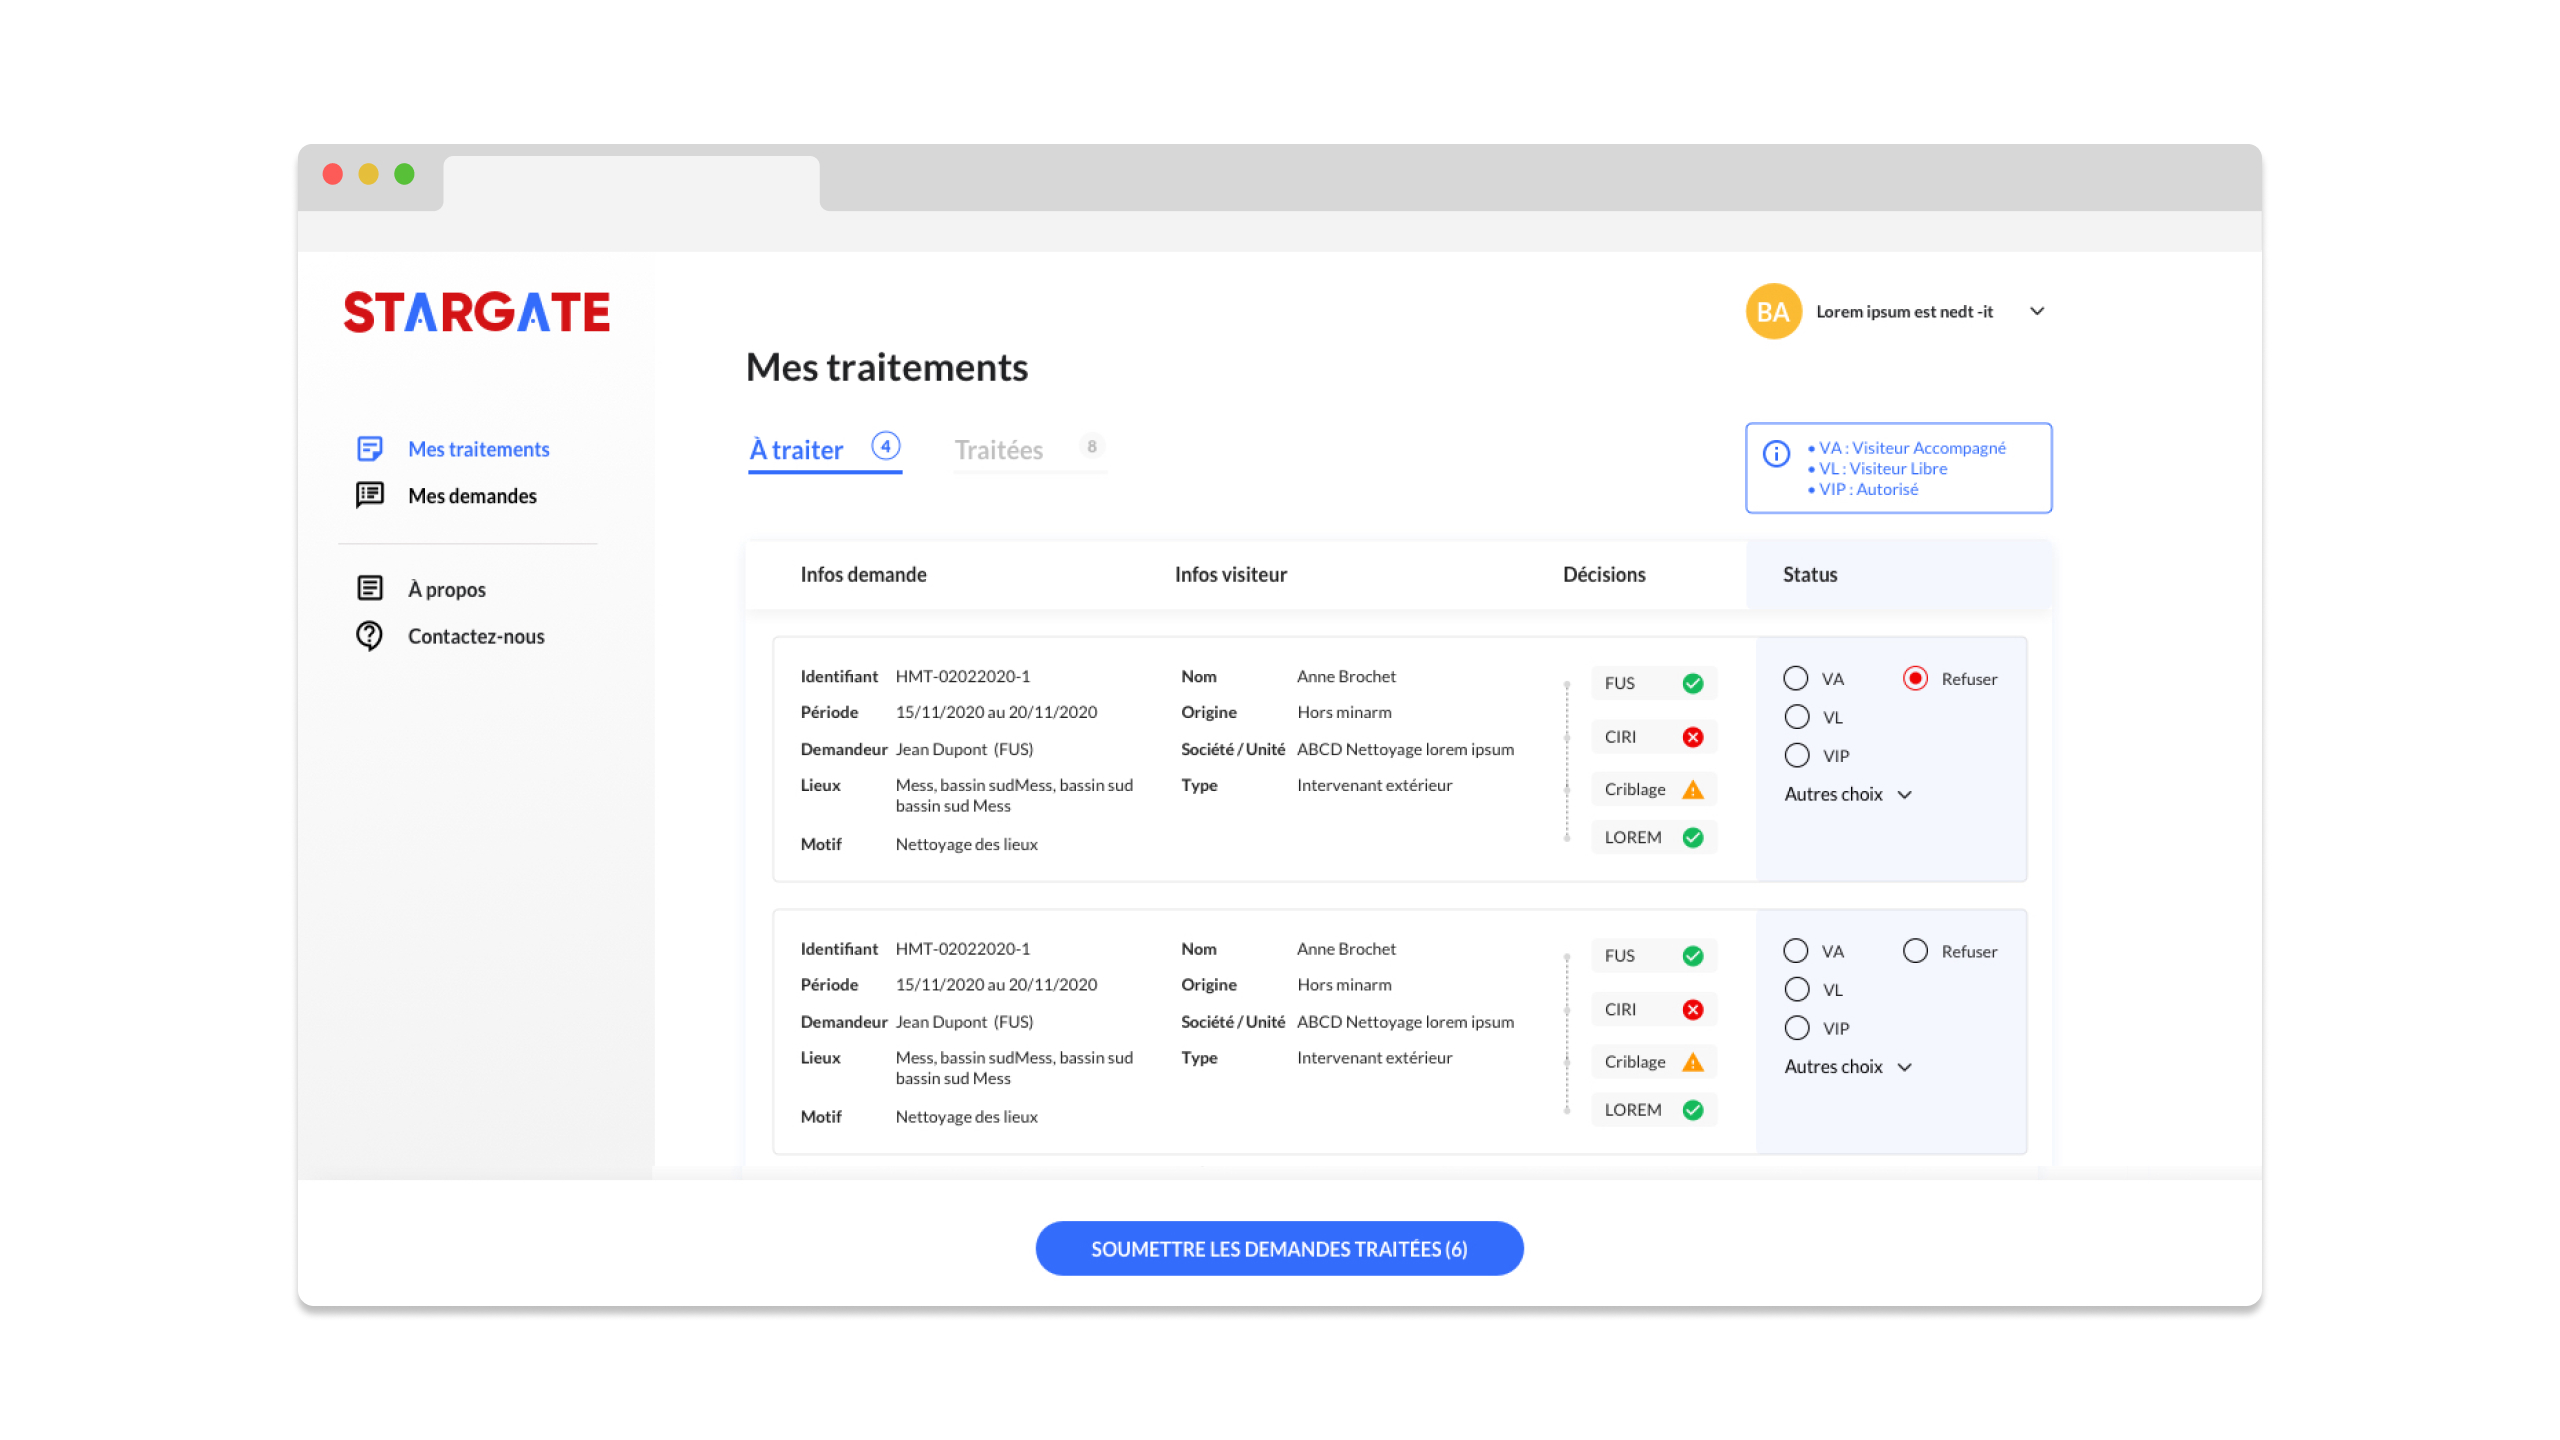 STARGATE
BA Lorem ipsum est nedt -it
Mes traitements
Mes demandes
À propos
Contactez-nous
Mes traitements
À traiter 4 Traitées 8
• VA : Visiteur Accompagné
• VL : Visiteur Libre
• VIP : Autorisé
Infos demande Infos visiteur Décisions Status
Identifiant HMT-02022020-1
Période 15/11/2020 au 20/11/2020
Demandeur Jean Dupont (FUS)
Lieux Mess, bassin sudMess, bassin sud
bassin sud Mess
Motif Nettoyage des lieux
Nom Anne Brochet
Origine Hors minarm
Société / Unité ABCD Nettoyage lorem ipsum
Type Intervenant extérieur
FUS
CIRI
Criblage
LOREM
VA Refuser
VL
VIP
Autres choix
Identifiant HMT-02022020-1
Période 15/11/2020 au 20/11/2020
Demandeur Jean Dupont (FUS)
Lieux Mess, bassin sudMess, bassin sud
bassin sud Mess
Motif Nettoyage des lieux
Nom Anne Brochet
Origine Hors minarm
Société / Unité ABCD Nettoyage lorem ipsum
Type Intervenant extérieur
FUS
CIRI
Criblage
LOREM
VA Refuser
VL
VIP
Autres choix
SOUMETTRE LES DEMANDES TRAITÉES (6)